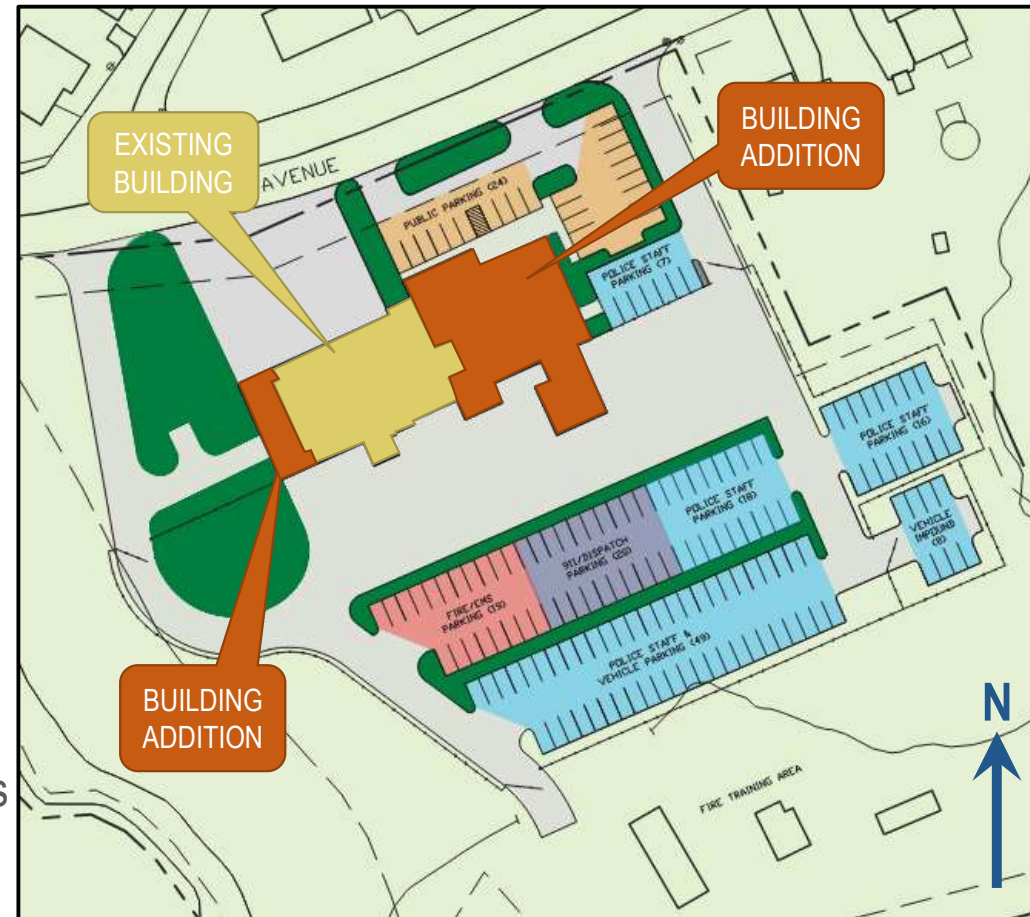 EXISTING
BUILDING
AVENUE
BUILDING
ADDITION
PUBLIC PARKING (24)
POLICE STAFF
PARKING (7)
POLICE STAFF
PARKING (16)
VEHICLE
IMPOUND
(8)
POLICE STAFF
PARKING (18)
911/DISPATCH
PARKING (20)
FIRE/EMS
PARKING (15)
POLICE STAFF &
VEHICLE PARKING (49)
BUILDING
ADDITION
N
S
FIRE TRAINING AREA